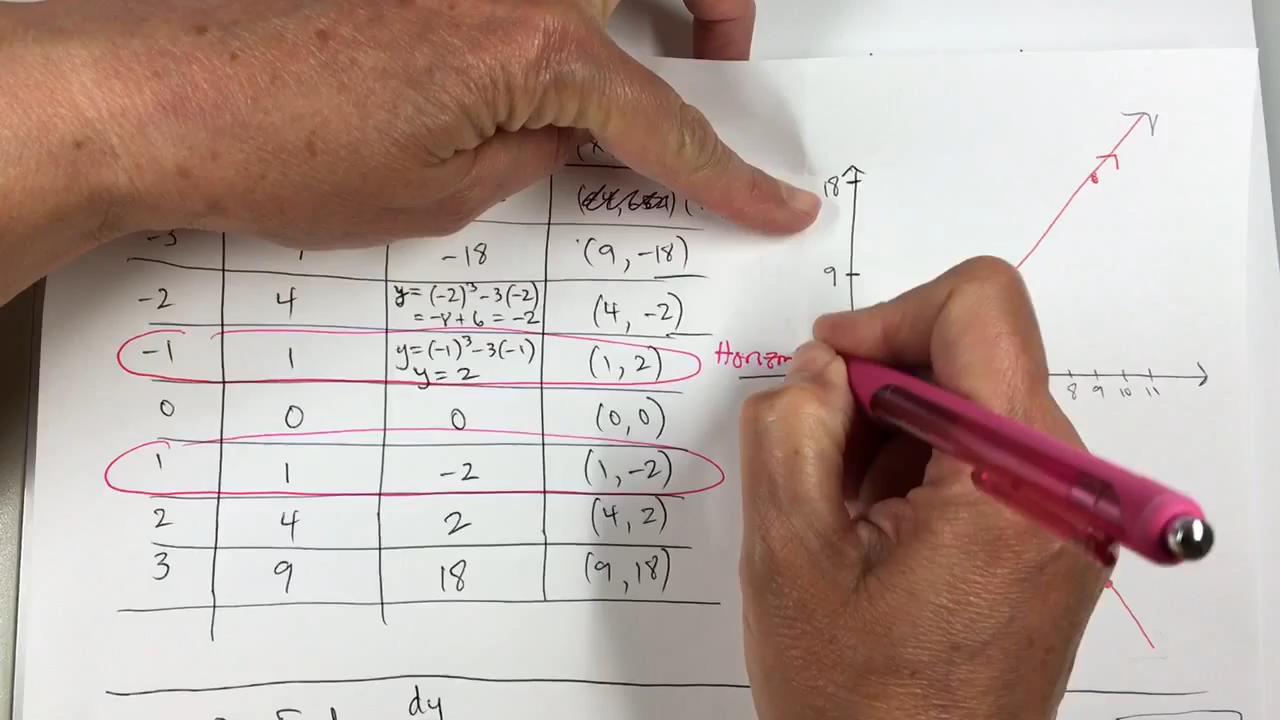 -3 -18 (9, -18)
-2 4 y = (-2)³ - 3(-2) (4, -2)
= -8 + 6 = -2
-1 1 y = (-1)³ - 3(-1) (1, 2)
y = 2
0 0 0 (0, 0)
1 1 -2 (1, -2)
2 4 2 (4, 2)
3 9 18 (9, 18)
dy
18
9
8 9 10 11